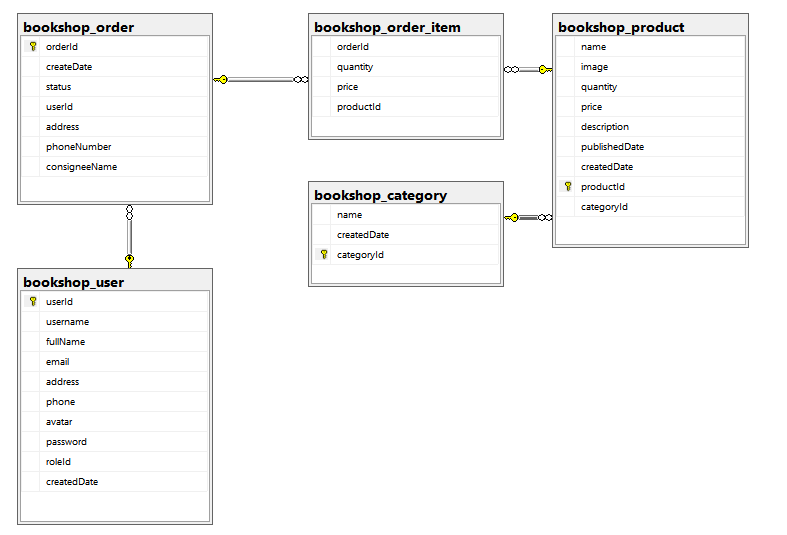 bookshop_order
orderId
createDate
status
userId
address
phoneNumber
consigneeName
bookshop_order_item
orderId
quantity
price
productId
bookshop_product
name
image
quantity
price
description
publishedDate
createdDate
productId
categoryId
bookshop_category
name
createdDate
categoryId
bookshop_user
userId
username
fullName
email
address
phone
avatar
password
roleId
createdDate